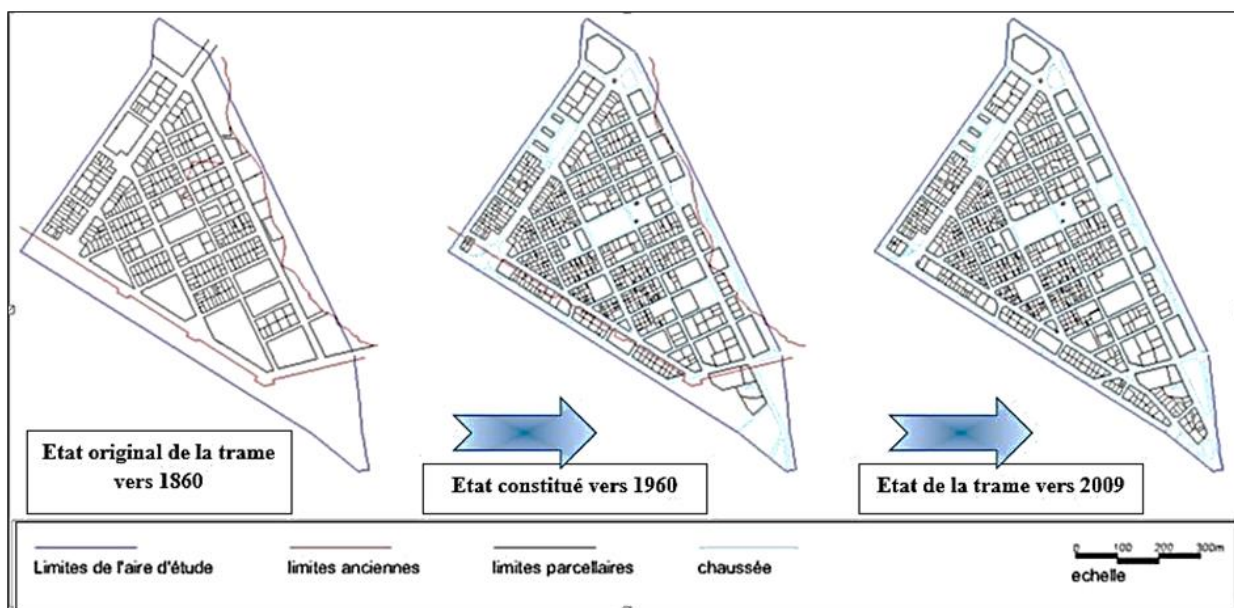 Etat original de la trame
vers 1860
Etat constitué vers 1960
Etat de la trame vers 2009
Limites de l'aire d'étude
limites anciennes
limites parcellaires
chaussée
0 100 200 300m
echelle